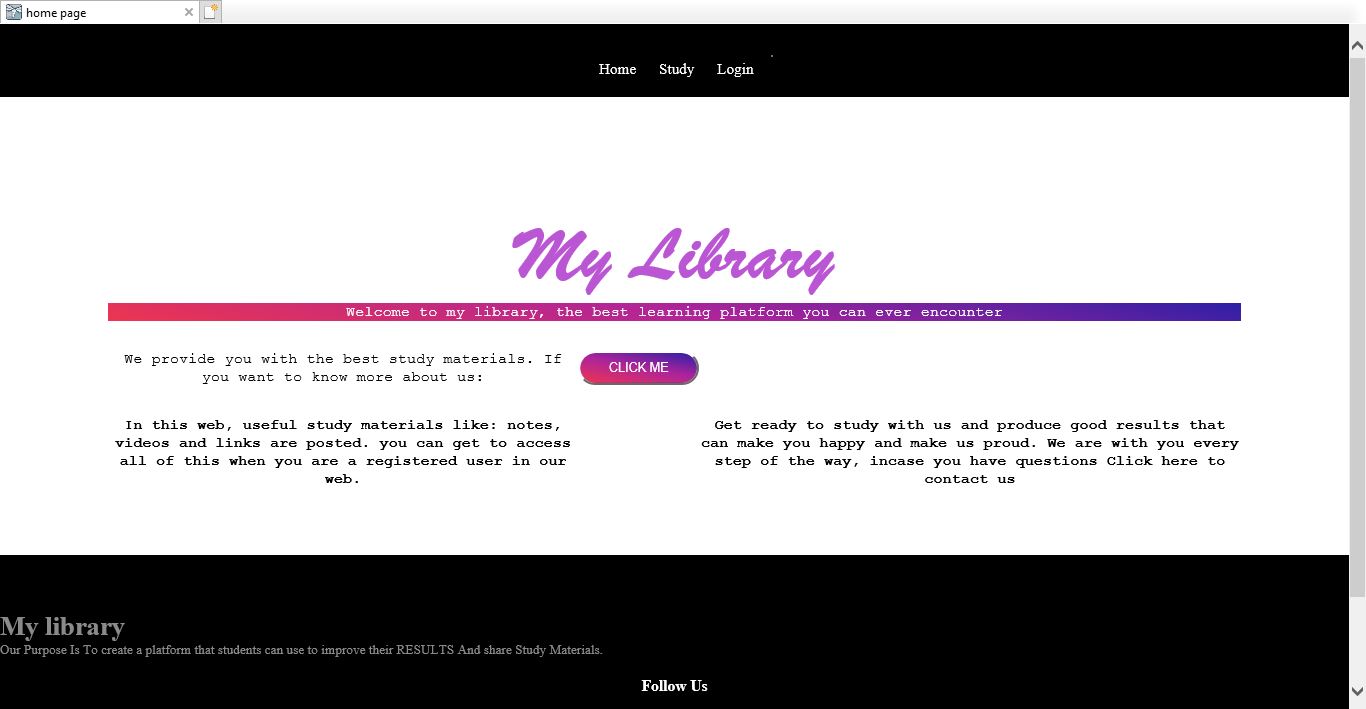 home page
Home Study Login
My Library
Welcome to my library, the best learning platform you can ever encounter
We provide you with the best study materials. If
you want to know more about us:
CLICK ME
In this web, useful study materials like: notes,
videos and links are posted. you can get to access
all of this when you are a registered user in our
web.
Get ready to study with us and produce good results that
can make you happy and make us proud. We are with you every
step of the way, incase you have questions Click here to
contact us
My library
Our Purpose Is To create a platform that students can use to improve their RESULTS And share Study Materials.
Follow Us